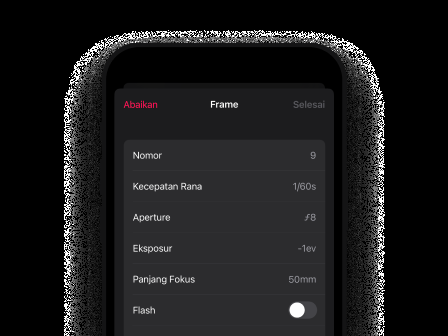 Abaikan Frame Selesai
Nomor 9
Kecepatan Rana 1/60s
Aperture ƒ8
Eksposur -1ev
Panjang Fokus 50mm
Flash